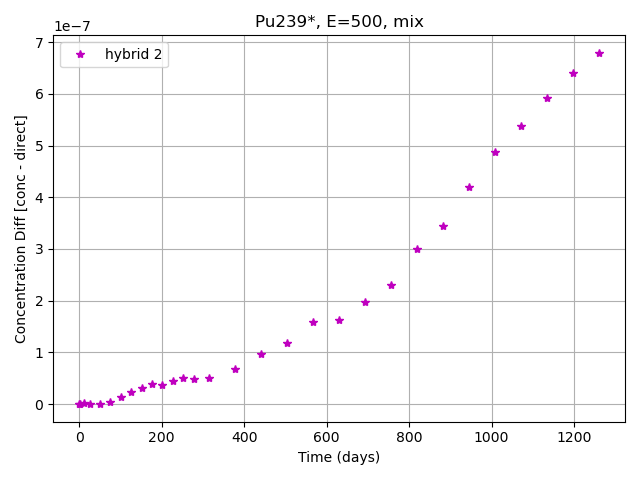 Pu239*, E=500, mix
1e−7
hybrid 2
7
6
5
4
3
2
1
0
Concentration Diff [conc - direct]
0 200 400 600 800 1000 1200
Time (days)